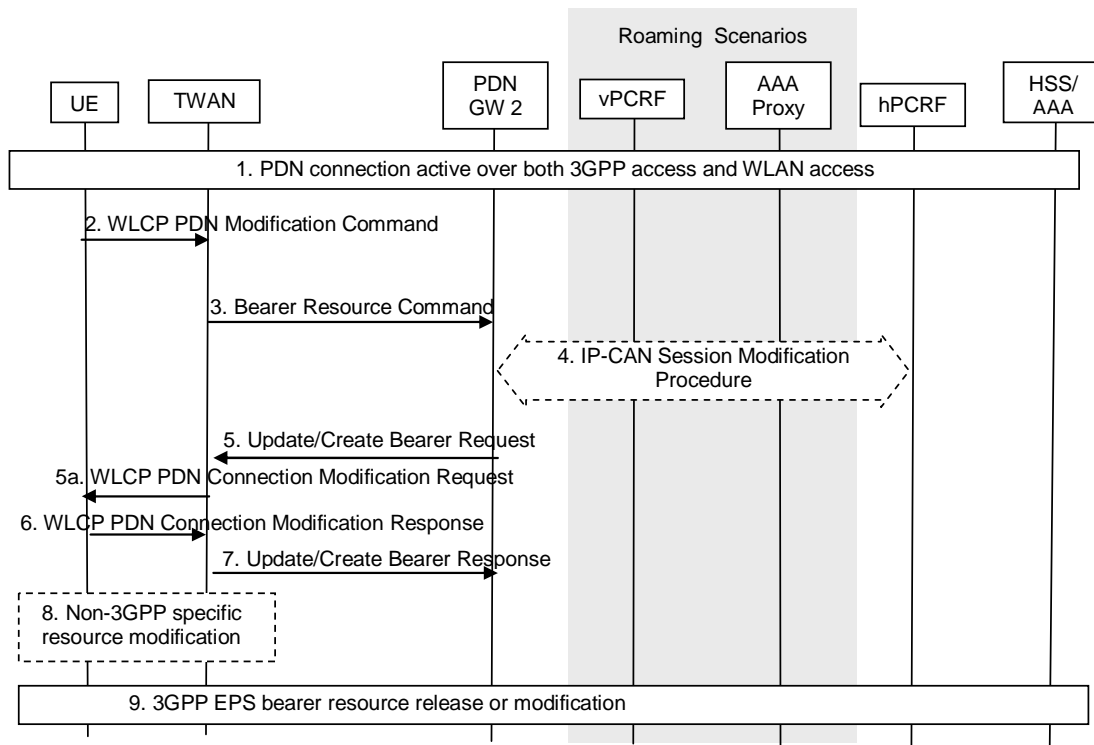 Roaming Scenarios
UE
TWAN
PDN
GW 2
vPCRF
AAA
Proxy
hPCRF
HSS/
AAA
1. PDN connection active over both 3GPP access and WLAN access
2. WLCP PDN Modification Command
3. Bearer Resource Command
4. IP-CAN Session Modification
Procedure
5. Update/Create Bearer Request
5a. WLCP PDN Connection Modification Request
6. WLCP PDN Connection Modification Response
7. Update/Create Bearer Response
8. Non-3GPP specific
resource modification
9. 3GPP EPS bearer resource release or modification